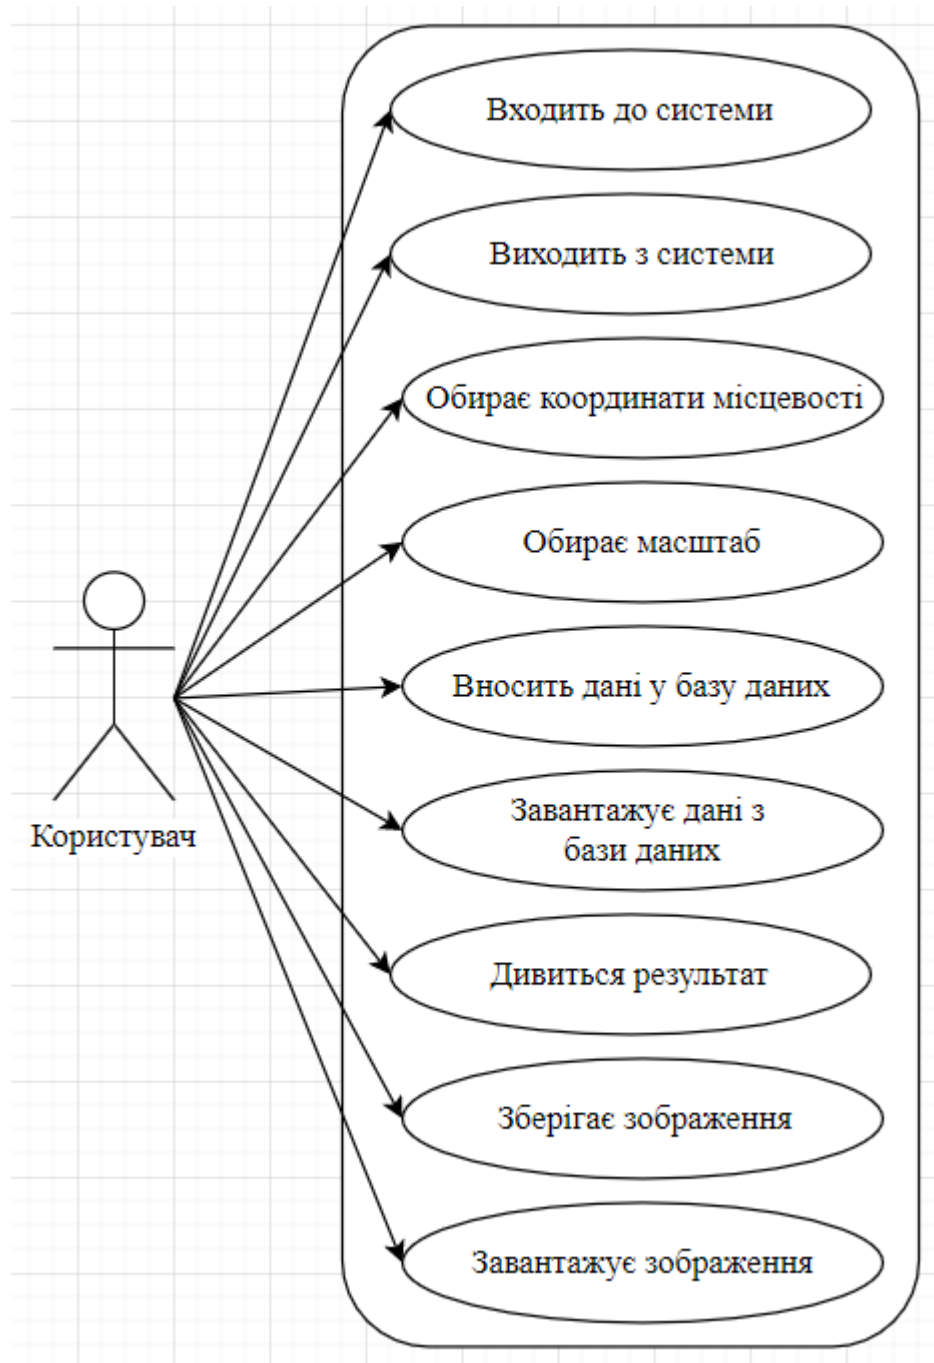 Входить до системи
Виходить з системи
Обирає координати місцевості
Обирає масштаб
Вносить дані у базу даних
Завантажує дані з
бази даних
Користувач
Дивиться результат
Зберігає зображення
Завантажує зображення